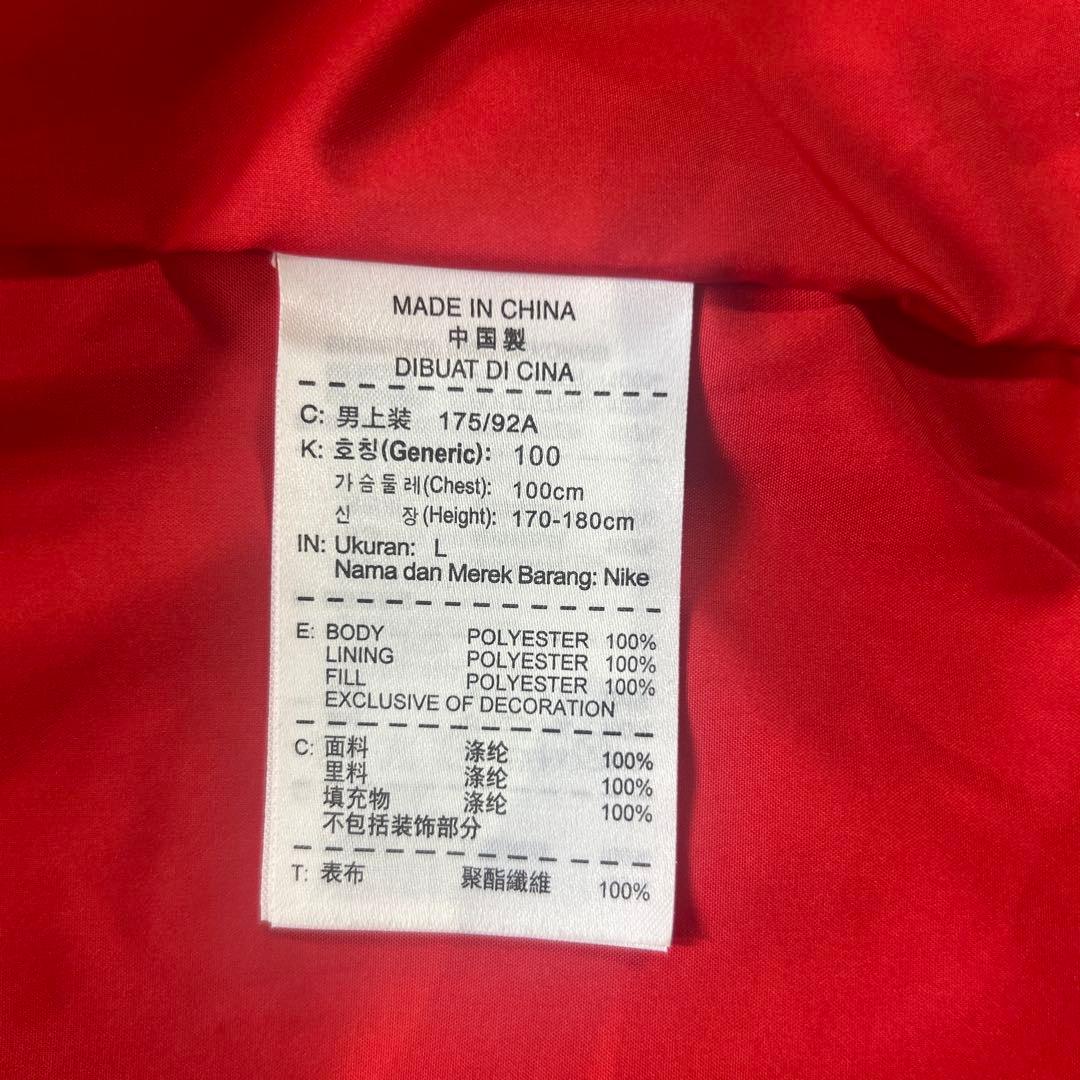 MADE IN CHINA
中国製
DIBUAT DI CINA
C: 男上装 175/92A
K: 호칭(Generic): 100
가슴둘레(Chest): 100cm
신 장(Height): 170-180cm
IN: Ukuran: L
Nama dan Merek Barang: Nike
E: BODY POLYESTER 100%
LINING POLYESTER 100%
FILL POLYESTER 100%
EXCLUSIVE OF DECORATION
C: 面料 涤纶 100%
里料 涤纶 100%
填充物 涤纶 100%
不包括装饰部分
T: 表布 聚酯纖維 100%